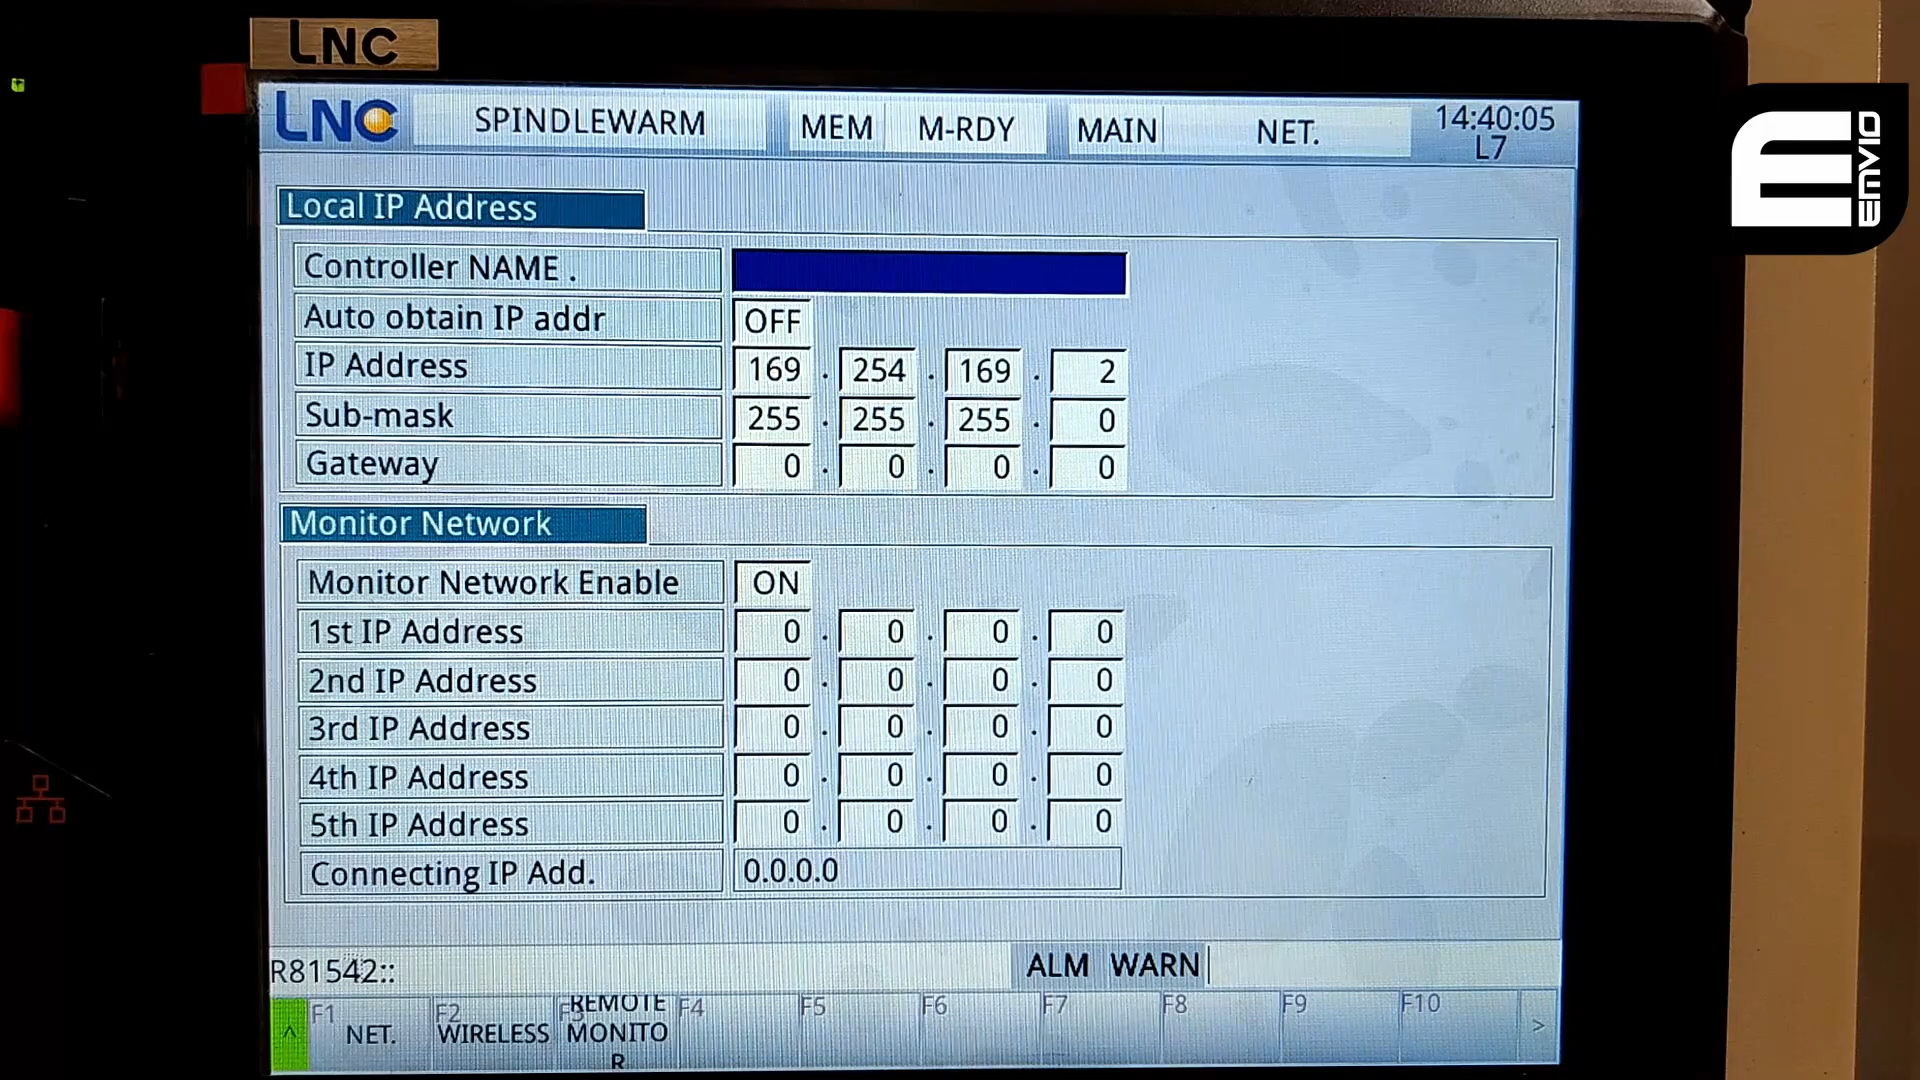 LNC
LNC SPINDLEWARM MEM M-RDY MAIN NET. 14:40:05
L7
EMVIO
Local IP Address
Controller NAME .
Auto obtain IP addr OFF
IP Address 169 . 254 . 169 . 2
Sub-mask 255 . 255 . 255 . 0
Gateway 0 . 0 . 0 . 0
Monitor Network
Monitor Network Enable ON
1st IP Address 0 . 0 . 0 . 0
2nd IP Address 0 . 0 . 0 . 0
3rd IP Address 0 . 0 . 0 . 0
4th IP Address 0 . 0 . 0 . 0
5th IP Address 0 . 0 . 0 . 0
Connecting IP Add. 0.0.0.0
R81542::
ALM WARN
^ F1 NET. F2 WIRELESS F3 REMOTE MONITOR F4 F5 F6 F7 F8 F9 F10 >